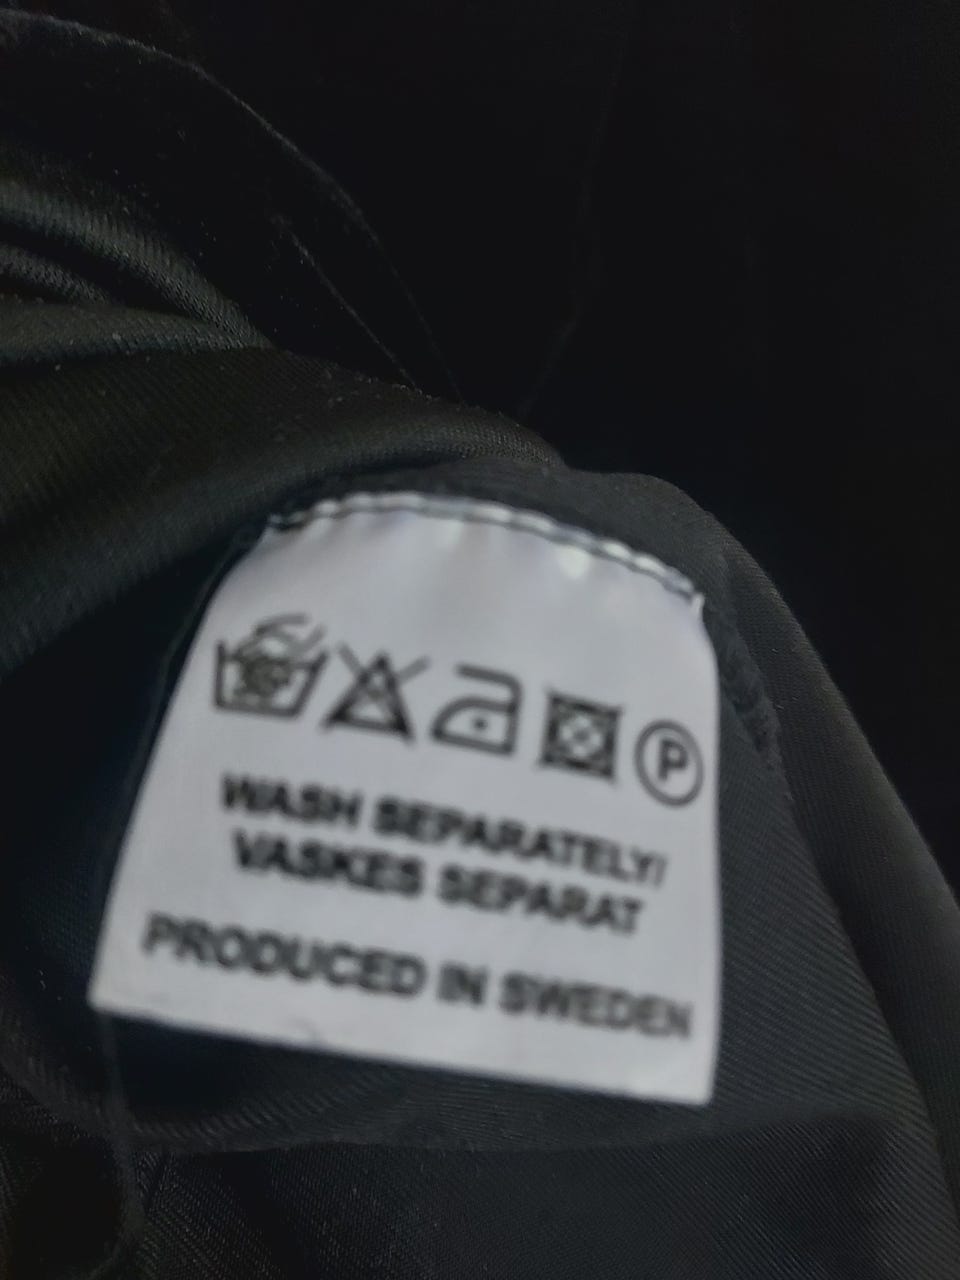 P
WASH SEPARATELY/
VASKES SEPARAT
PRODUCED IN SWEDEN